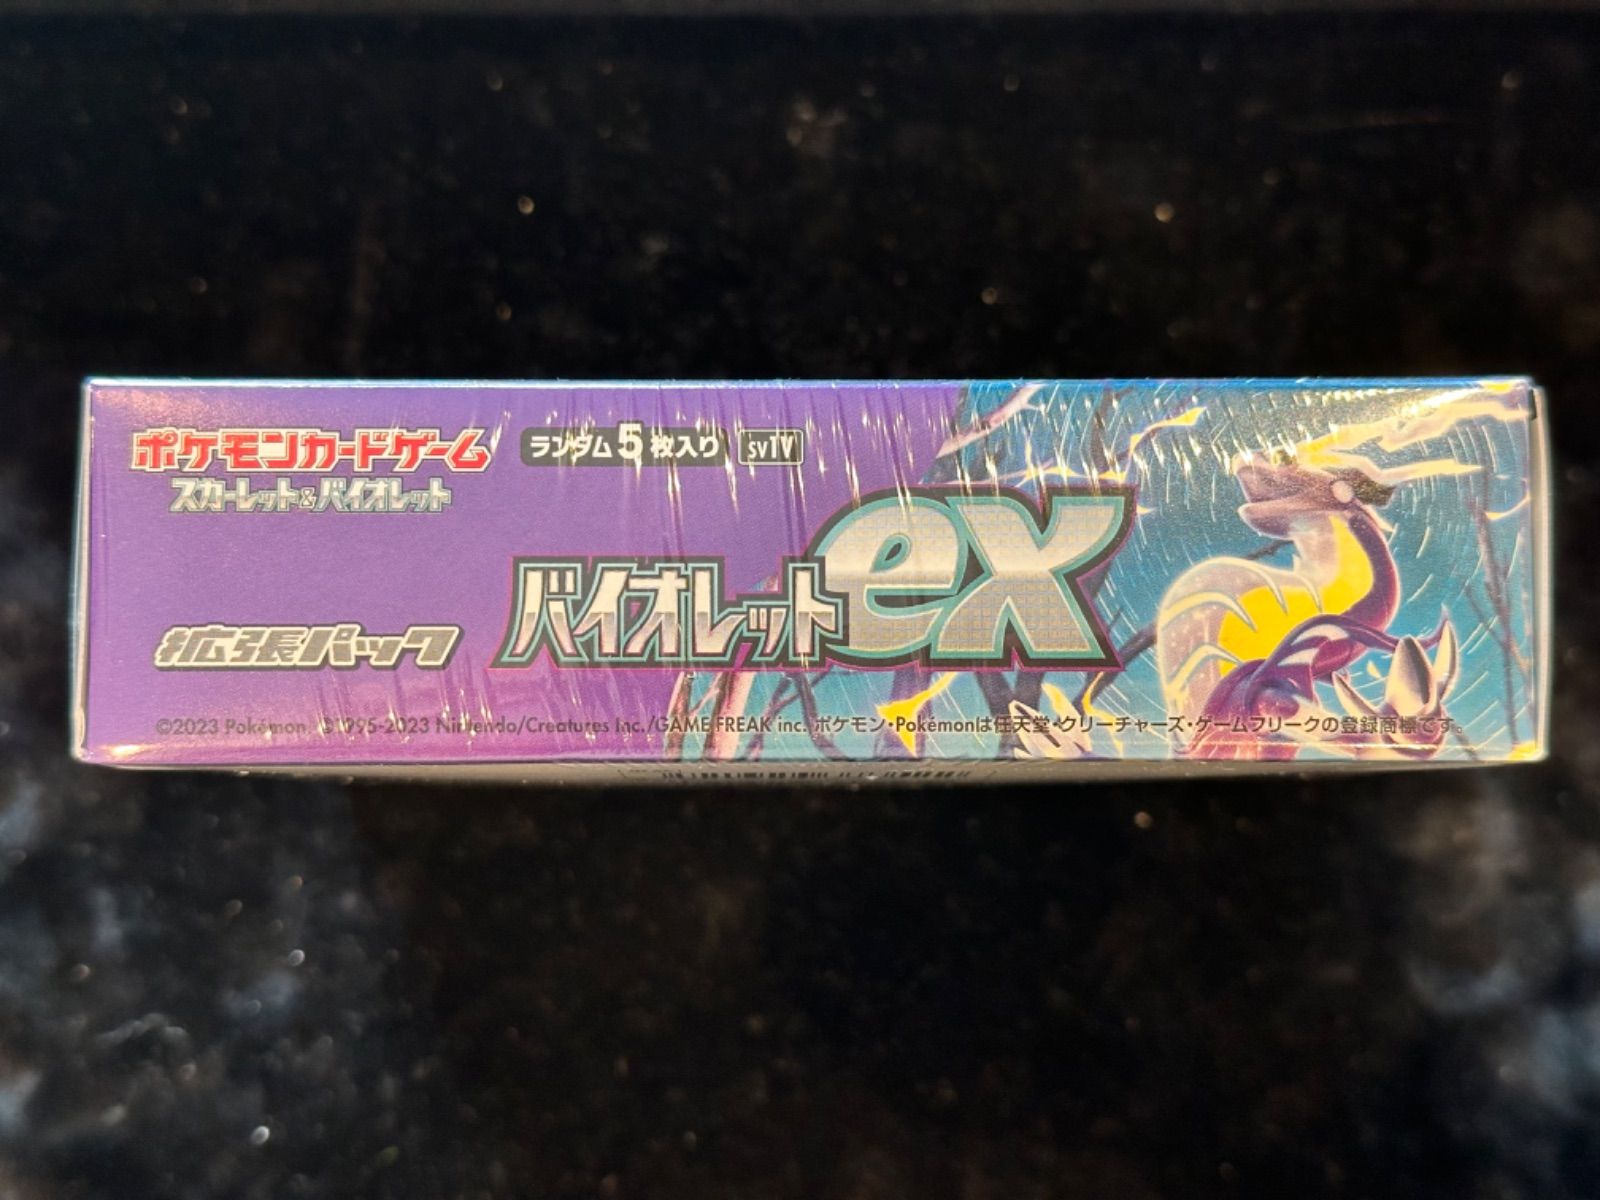 ポケモンカードゲーム
スカーレット&バイオレット
ランダム5枚入り SV1V
バイオレットex
拡張パック
©2023 Pokémon. ©1995-2023 Nintendo/Creatures Inc./GAME FREAK inc. ポケモン・Pokémonは任天堂・クリーチャーズ・ゲームフリークの登録商標です。